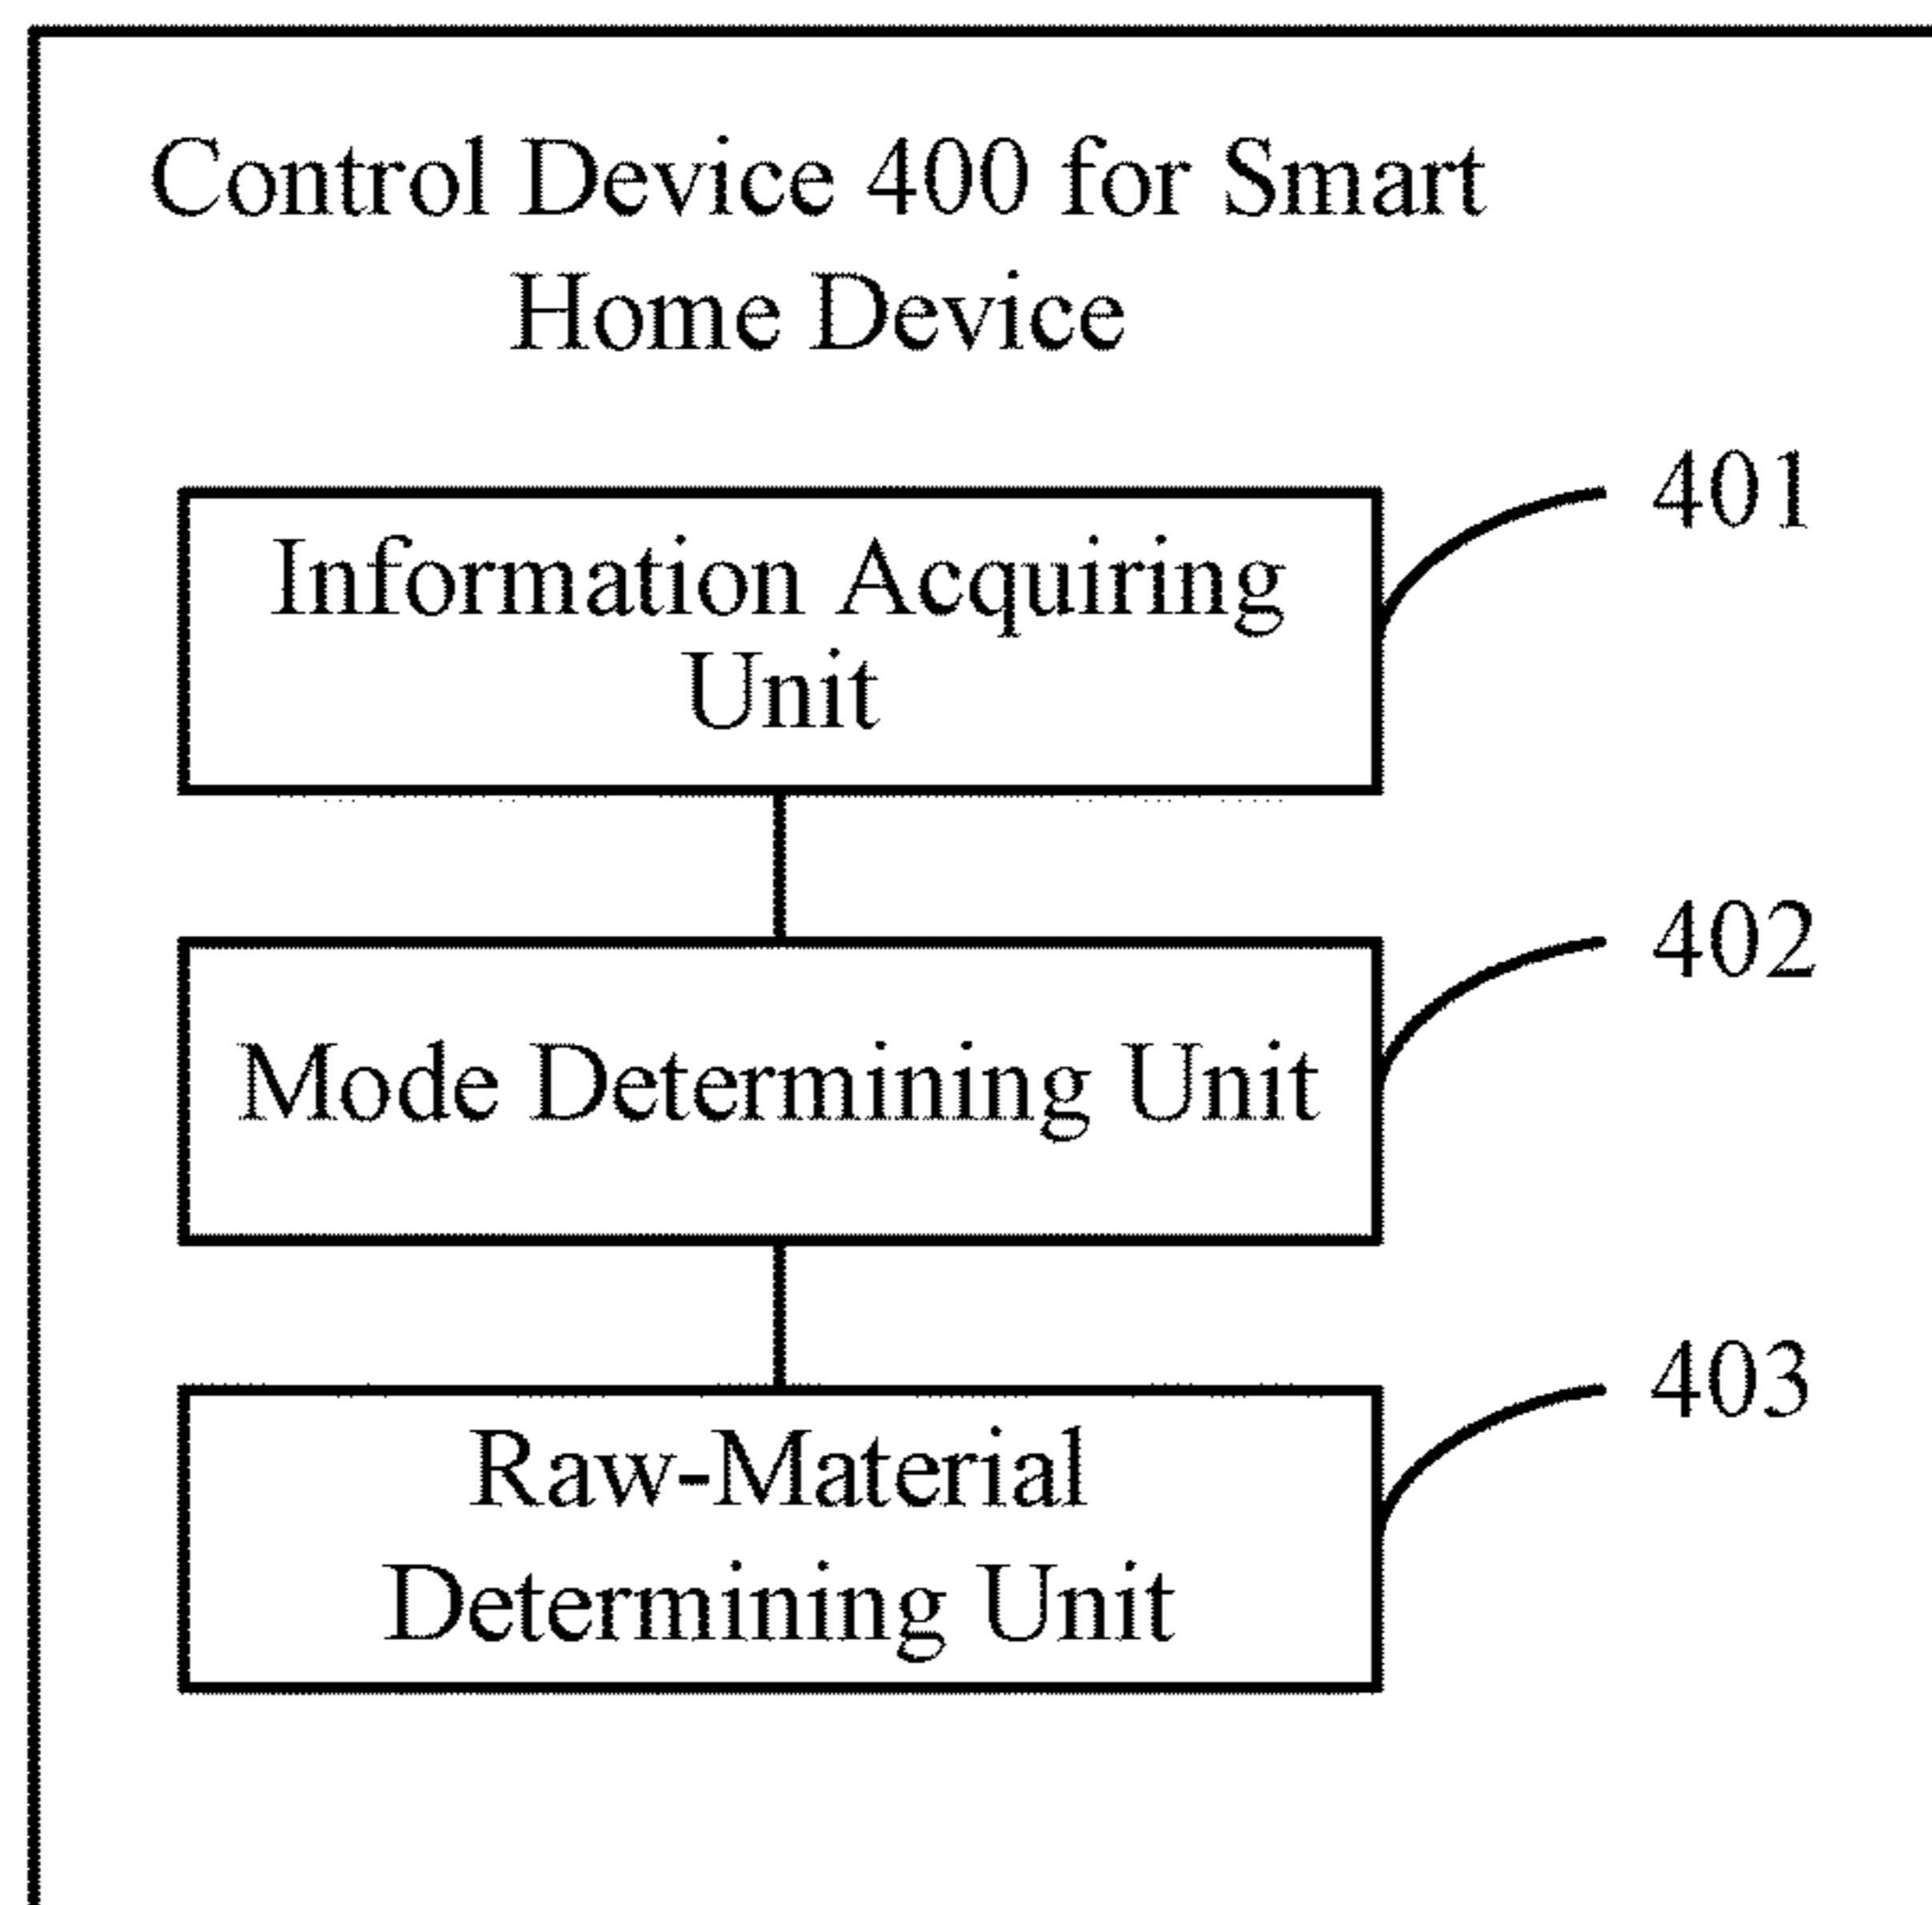 Control Device 400 for Smart
Home Device
401
Information Acquiring
Unit
402
Mode Determining Unit
403
Raw-Material
Determining Unit